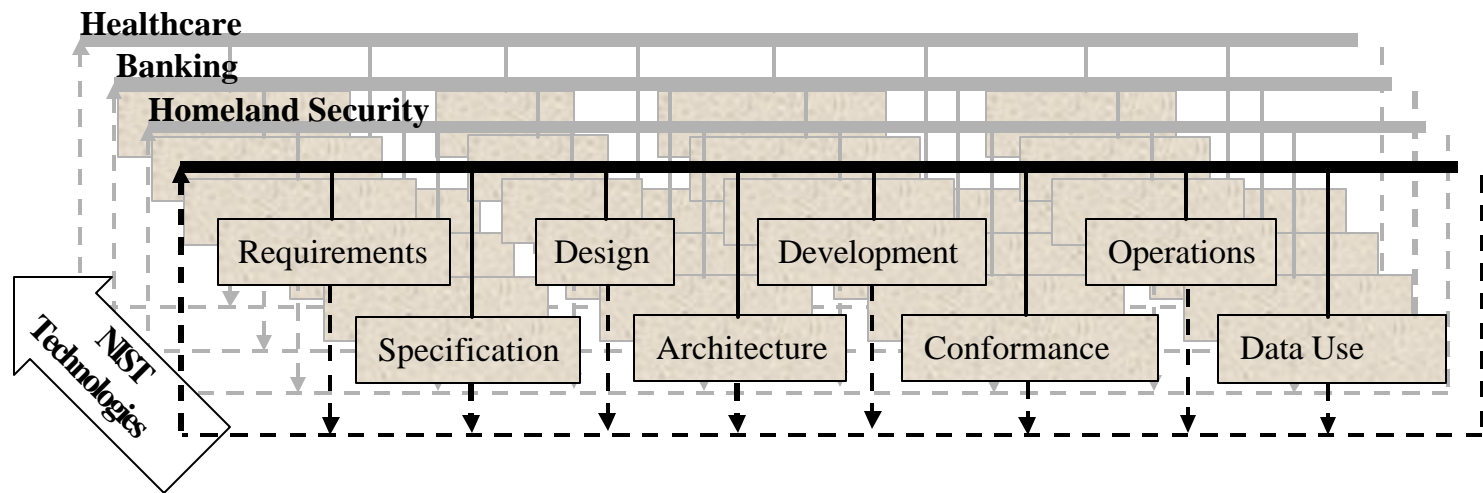 Healthcare
Banking
Homeland Security
Requirements
Design
Development
Operations
Specification
Architecture
Conformance
Data Use
NIST
Technologies